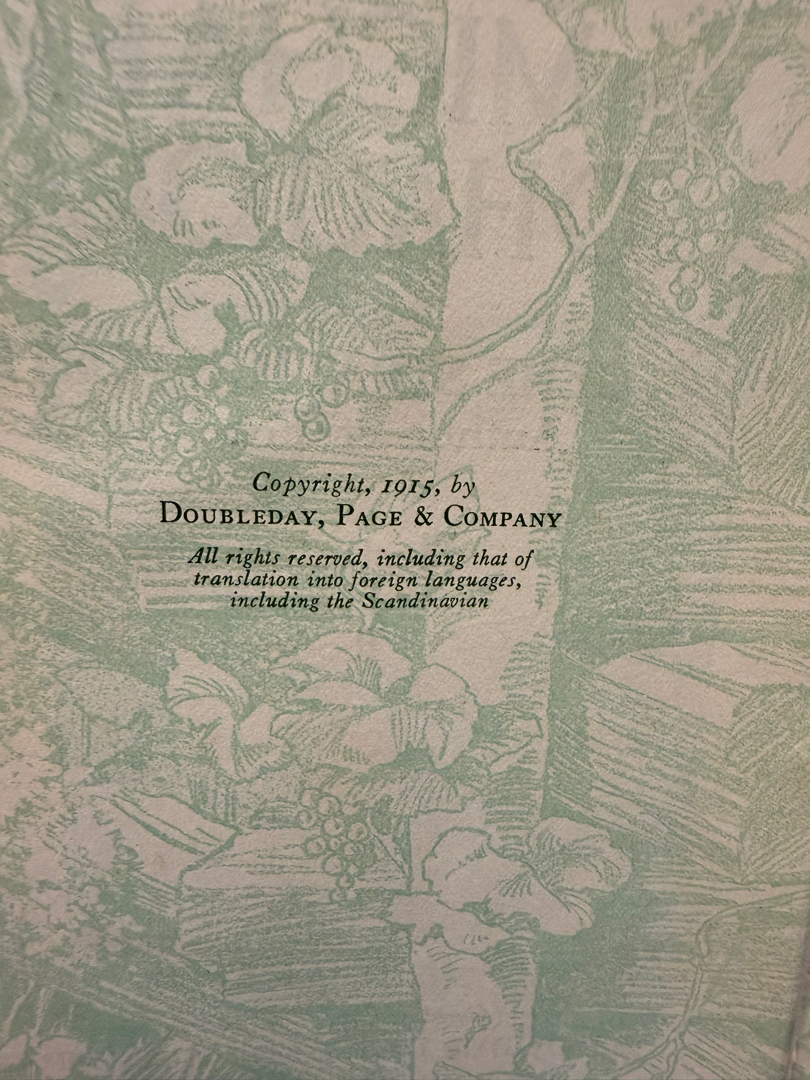 Copyright, 1915, by
Doubleday, Page & Company
All rights reserved, including that of
translation into foreign languages,
including the Scandinavian